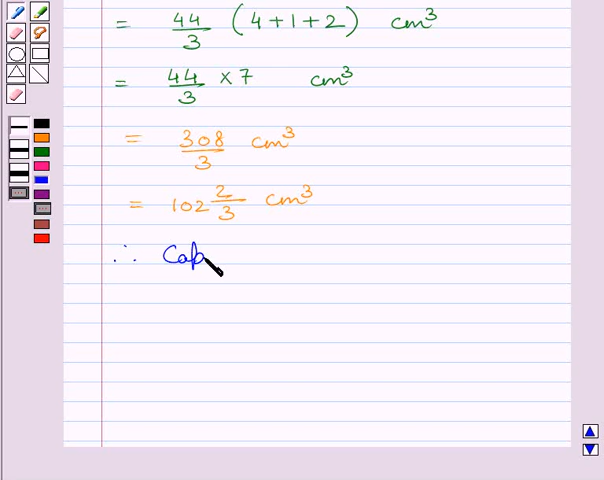 = 44/3 (4+1+2) cm³
= 44/3 × 7 cm³
= 308/3 cm³
= 102 2/3 cm³
∴ Cap